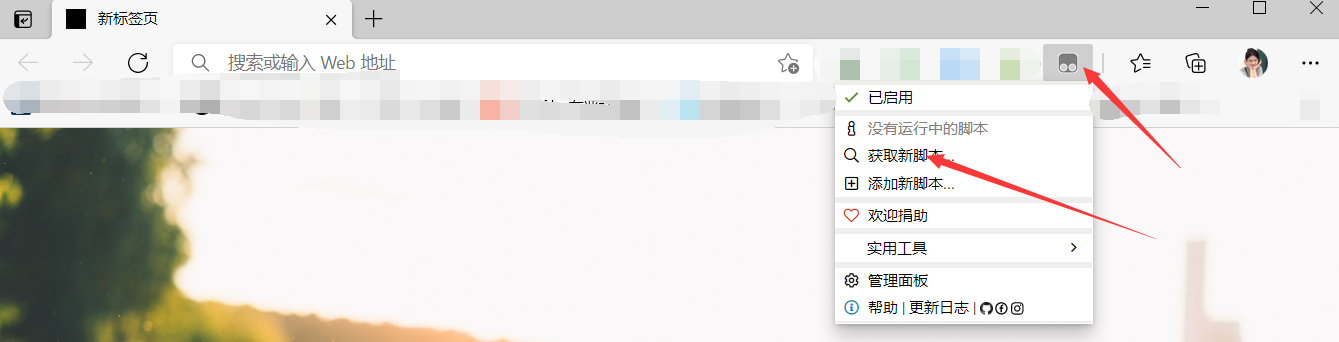 新标签页
搜索或输入 Web 地址
已启用
没有运行中的脚本
获取新脚本...
添加新脚本...
欢迎捐助
实用工具
管理面板
帮助 | 更新日志 |